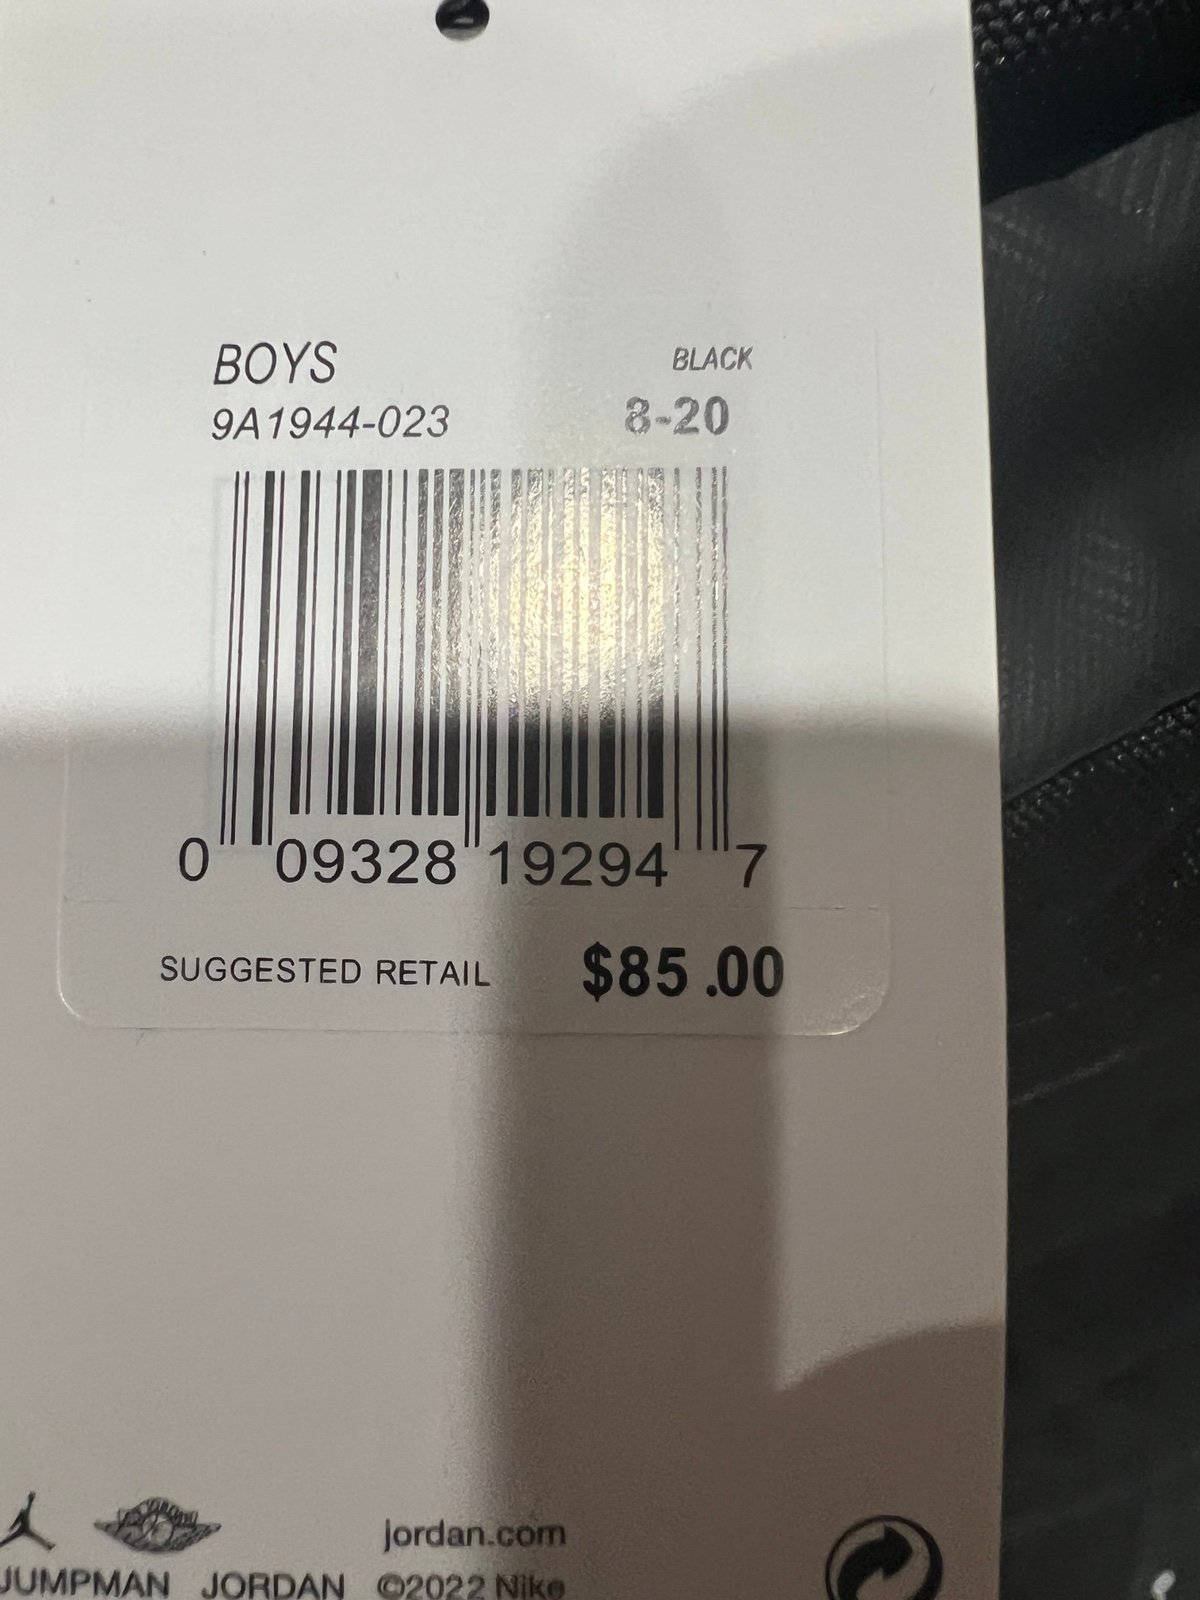 BOYS BLACK
9A1944-023 8-20
0 09328 19294 7
SUGGESTED RETAIL $85.00
jordan.com
JUMPMAN JORDAN ©2022 Nike